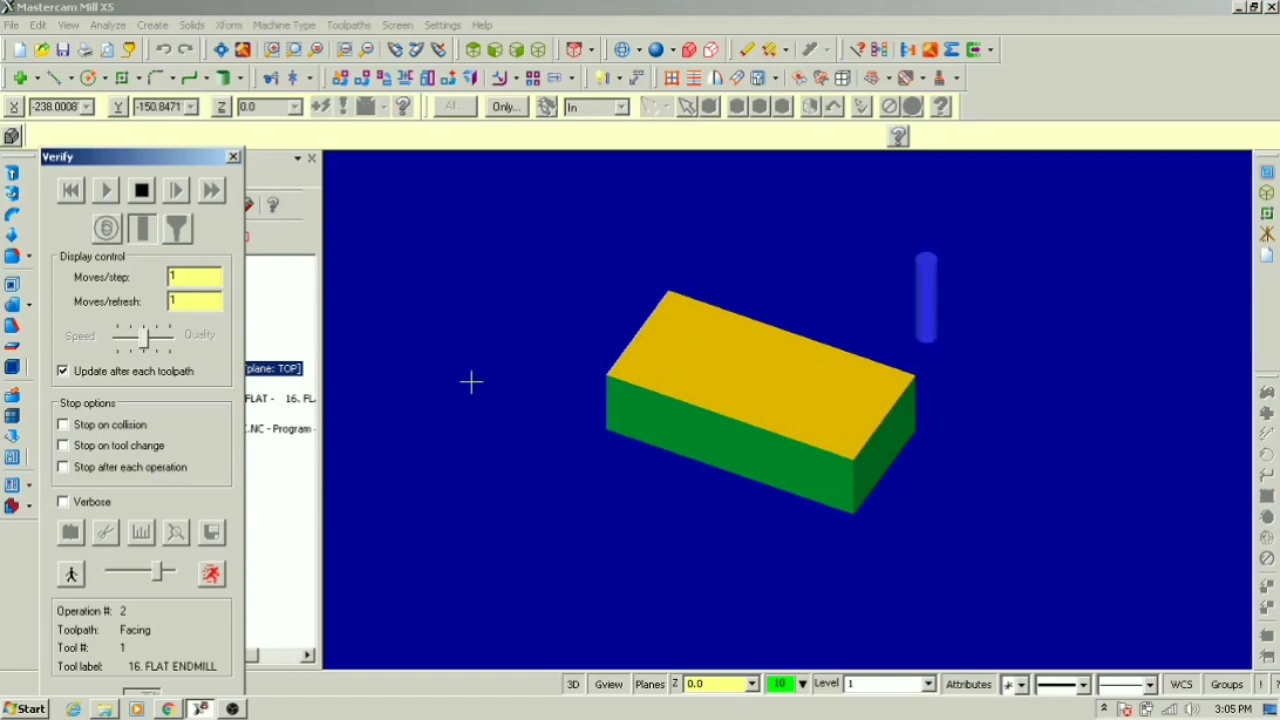 Mastercam Mill X5
File Edit View Analyze Create Solids Xform Machine Type Toolpaths Screen Settings Help
X -238.0008 Y -150.8471 Z 0.0 All... Only... In
Verify
Display control
Moves/step: 1
Moves/refresh: 1
Speed Quality
Update after each toolpath
[plane: TOP]
Stop options
FLAT - 16. FL
Stop on collision
.NC - Program -
Stop on tool change
Stop after each operation
Verbose
Operation #: 2
Toolpath: Facing
Tool #: 1
Tool label: 16. FLAT ENDMILL
3D Gview Planes Z 0.0 10 Level 1 Attributes WCS Groups ! ?
Start 3:05 PM